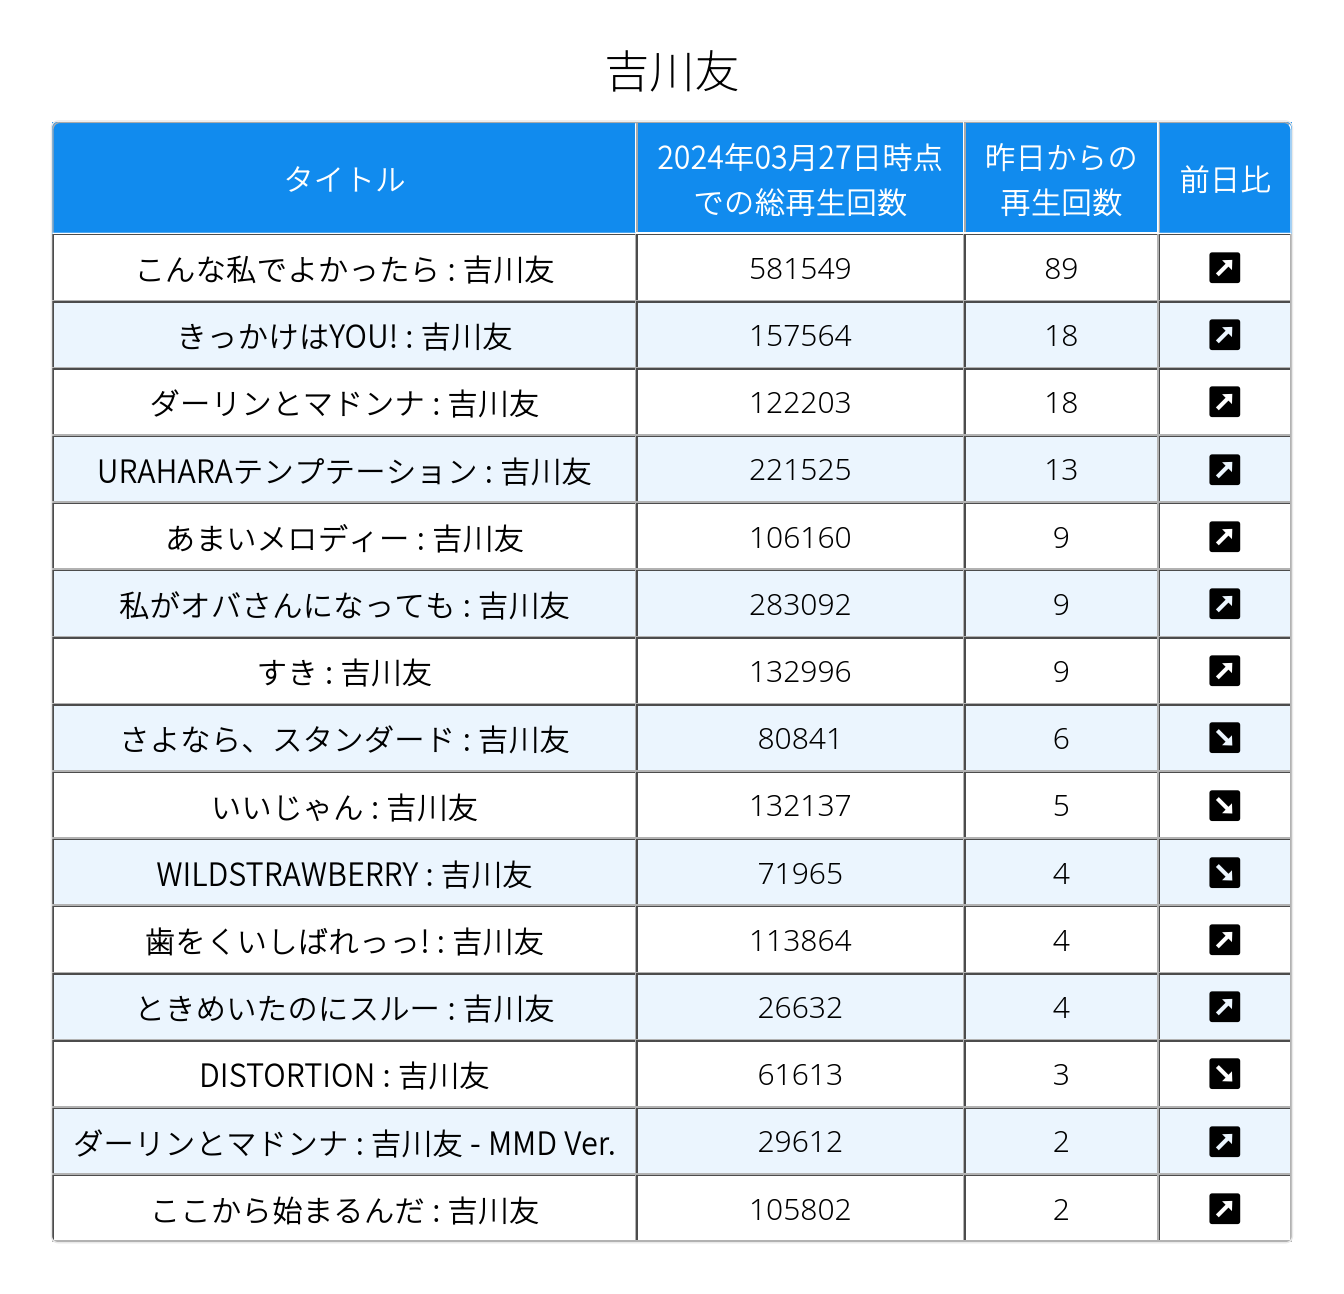 吉川友
タイトル
2024年03月27日時点
での総再生回数
昨日からの
再生回数
前日比
こんな私でよかったら : 吉川友 581549 89
きっかけはYOU! : 吉川友 157564 18
ダーリンとマドンナ : 吉川友 122203 18
URAHARAテンプテーション : 吉川友 221525 13
あまいメロディー : 吉川友 106160 9
私がオバさんになっても : 吉川友 283092 9
すき : 吉川友 132996 9
さよなら、スタンダード : 吉川友 80841 6
いいじゃん : 吉川友 132137 5
WILDSTRAWBERRY : 吉川友 71965 4
歯をくいしばれっっ! : 吉川友 113864 4
ときめいたのにスルー : 吉川友 26632 4
DISTORTION : 吉川友 61613 3
ダーリンとマドンナ : 吉川友 - MMD Ver. 29612 2
ここから始まるんだ : 吉川友 105802 2